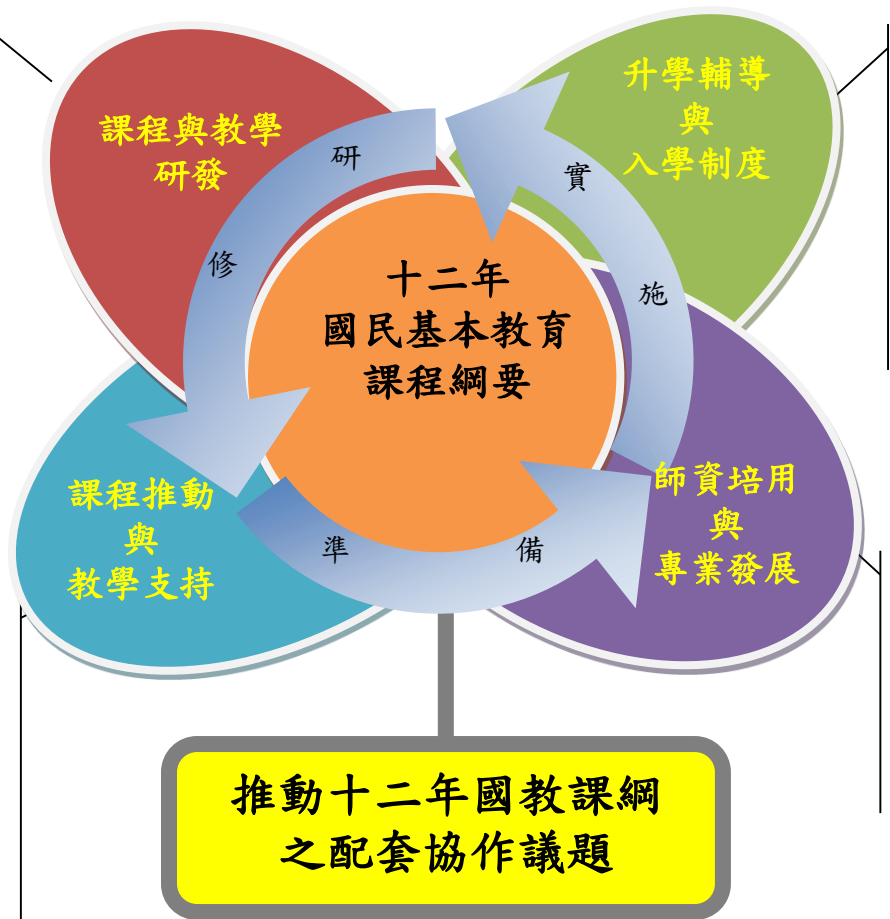 課程與教學
研發
升學輔導
與
入學制度
研
修
實
施
十二年
國民基本教育
課程綱要
課程推動
與
教學支持
準
備
師資培用
與
專業發展
推動十二年國教課綱
之配套協作議題